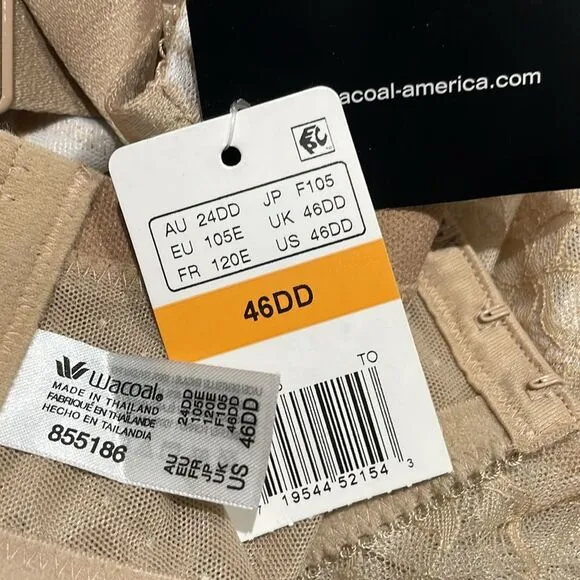 acoal-america.com
EPC
AU 24DD JP F105
EU 105E UK 46DD
FR 120E US 46DD
46DD
TO
19544 52154 3
Wacoal®
MADE IN THAILAND
FABRIQUÉ EN THAÏLANDE
HECHO EN TAILANDIA
855186
AU 24DD
EU 105E
FR 120E
JP F105
UK 46DD
US 46DD